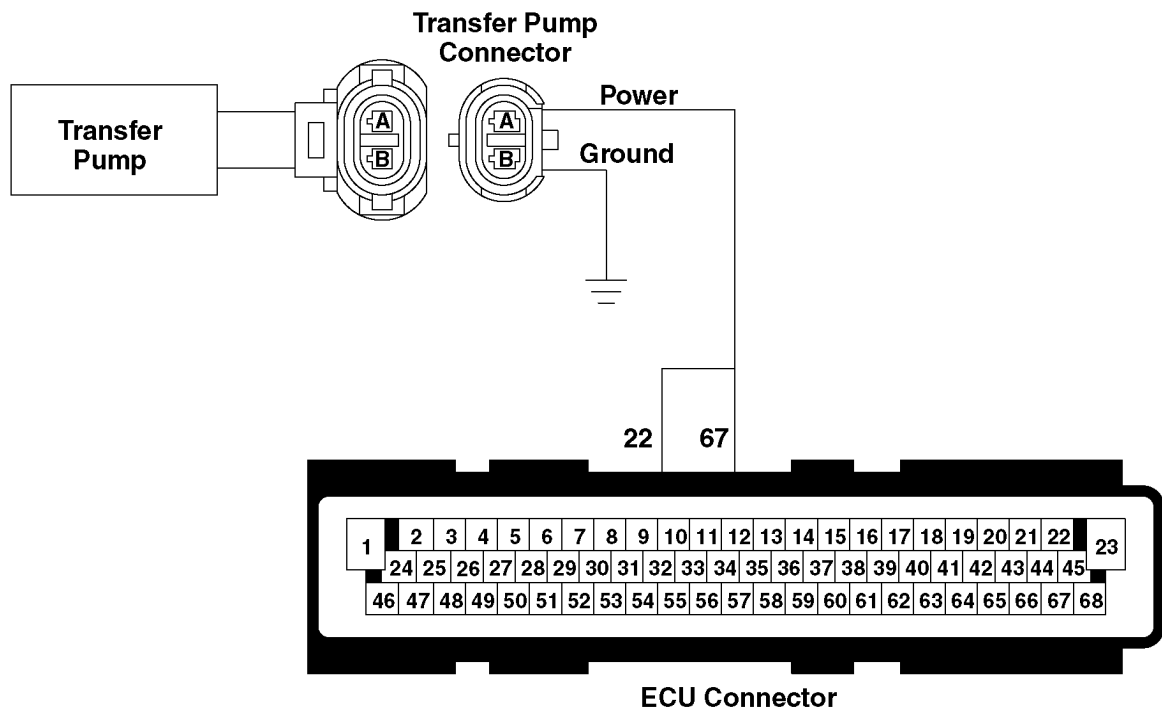 Transfer Pump
Connector
Power
Transfer
Pump
A
B
A
B
Ground
22
67
1 2 3 4 5 6 7 8 9 10 11 12 13 14 15 16 17 18 19 20 21 22 23
24 25 26 27 28 29 30 31 32 33 34 35 36 37 38 39 40 41 42 43 44 45
46 47 48 49 50 51 52 53 54 55 56 57 58 59 60 61 62 63 64 65 66 67 68
ECU Connector